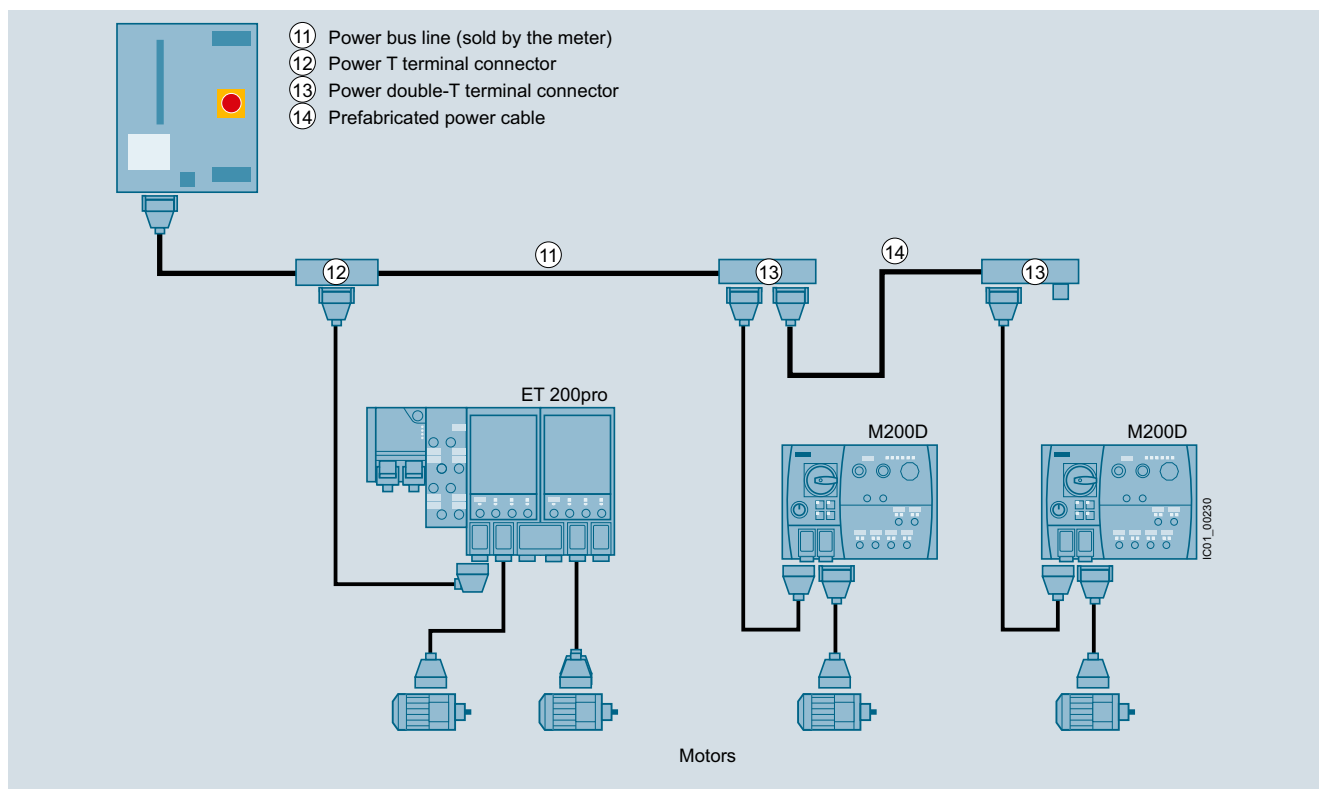 11 Power bus line (sold by the meter)
12 Power T terminal connector
13 Power double-T terminal connector
14 Prefabricated power cable
11
14
12
13
13
ET 200pro
M200D
M200D
IC01_00230
Motors